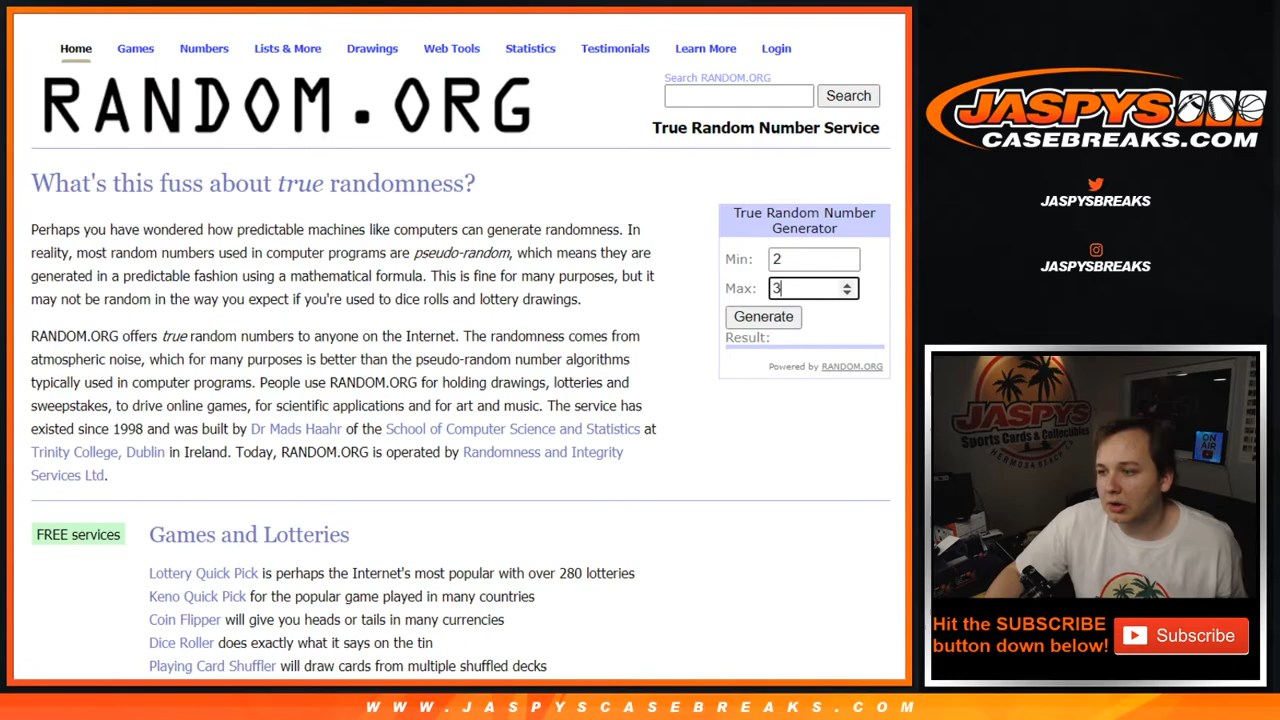 Home Games Numbers Lists & More Drawings Web Tools Statistics Testimonials Learn More Login
RANDOM.ORG
Search RANDOM.ORG
Search
True Random Number Service
What's this fuss about true randomness?
Perhaps you have wondered how predictable machines like computers can generate randomness. In
reality, most random numbers used in computer programs are pseudo-random, which means they are
generated in a predictable fashion using a mathematical formula. This is fine for many purposes, but it
may not be random in the way you expect if you're used to dice rolls and lottery drawings.
RANDOM.ORG offers true random numbers to anyone on the Internet. The randomness comes from
atmospheric noise, which for many purposes is better than the pseudo-random number algorithms
typically used in computer programs. People use RANDOM.ORG for holding drawings, lotteries and
sweepstakes, to drive online games, for scientific applications and for art and music. The service has
existed since 1998 and was built by Dr Mads Haahr of the School of Computer Science and Statistics at
Trinity College, Dublin in Ireland. Today, RANDOM.ORG is operated by Randomness and Integrity
Services Ltd.
True Random Number
Generator
Min: 2
Max: 3
Generate
Result:
Powered by RANDOM.ORG
FREE services
Games and Lotteries
Lottery Quick Pick is perhaps the Internet's most popular with over 280 lotteries
Keno Quick Pick for the popular game played in many countries
Coin Flipper will give you heads or tails in many currencies
Dice Roller does exactly what it says on the tin
Playing Card Shuffler will draw cards from multiple shuffled decks
JASPYS
CASEBREAKS.COM
JASPYSBREAKS
JASPYSBREAKS
JASPYS
Sports Cards & Collectibles
HERMOSA BEACH CA
ON
AIR
Hit the SUBSCRIBE
button down below!
Subscribe
WWW.JASPYSCASEBREAKS.COM